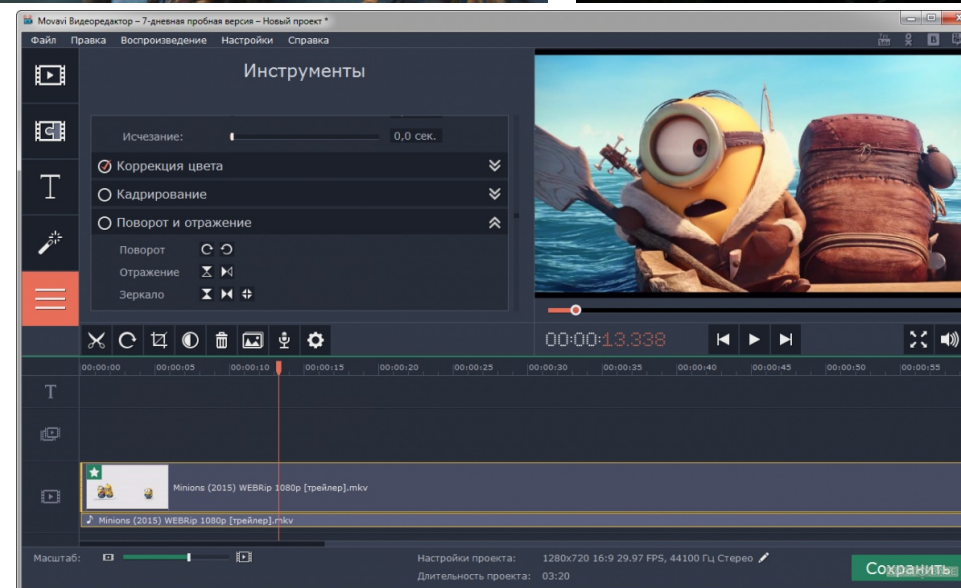 Movavi Видеоредактор – 7-дневная пробная версия – Новый проект *
Файл Правка Воспроизведение Настройки Справка
Инструменты
Исчезание: 0,0 сек.
Коррекция цвета
Кадрирование
Поворот и отражение
Поворот
Отражение
Зеркало
00:00:13.338
00:00:00 00:00:05 00:00:10 00:00:15 00:00:20 00:00:25 00:00:30 00:00:35 00:00:40 00:00:45 00:00:50 00:00:55
T
Minions (2015) WEBRip 1080p [трейлер].mkv
Minions (2015) WEBRip 1080p [трейлер].mkv
Масштаб:
Настройки проекта: 1280x720 16:9 29.97 FPS, 44100 Гц Стерео
Длительность проекта: 03:20
Сохранить